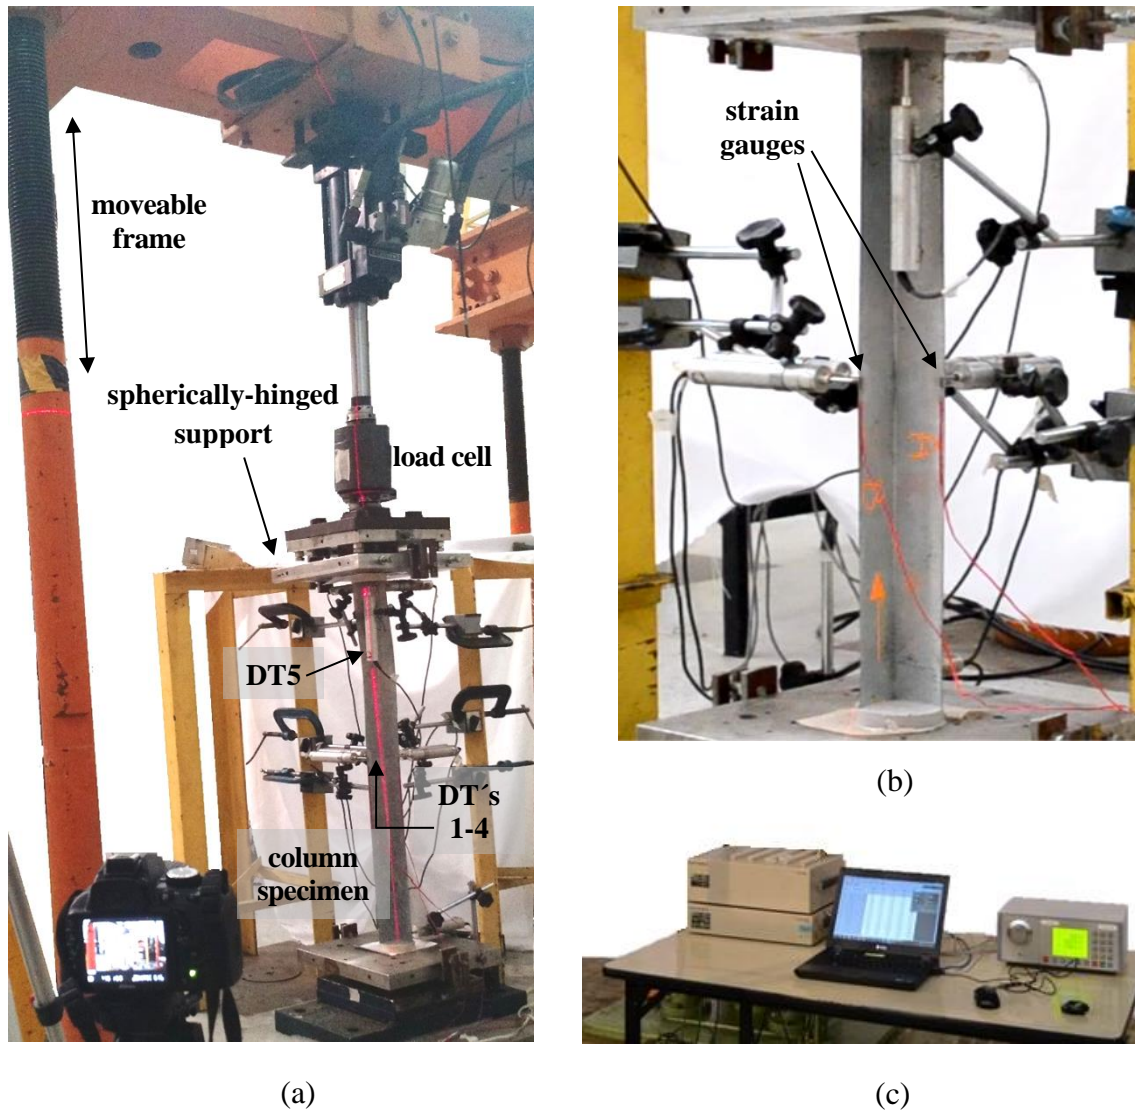 moveable
frame
spherically-hinged
support
load cell
DT5
DT´s
1-4
column
specimen
(a)
strain
gauges
(b)
(c)